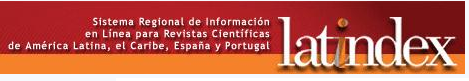 Sistema Regional de Información
en Línea para Revistas Científicas
de América Latina, el Caribe, España y Portugal
latindex